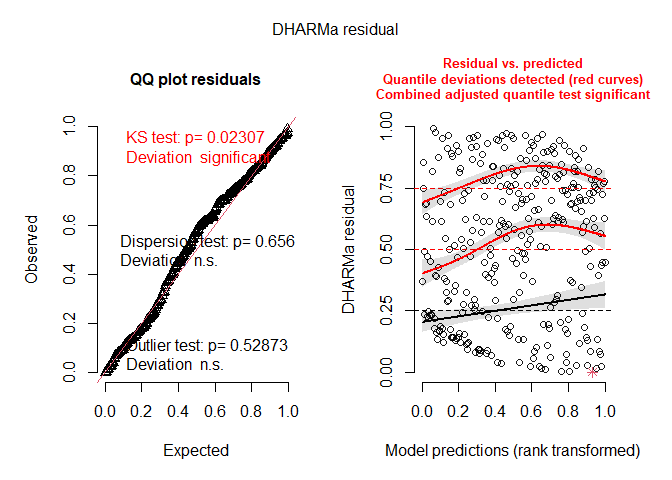 DHARMa residual
QQ plot residuals
KS test: p= 0.02307
Deviation significant
Dispersion test: p= 0.656
Deviation n.s.
Outlier test: p= 0.52873
Deviation n.s.
Observed
0.0 0.2 0.4 0.6 0.8 1.0
0.0 0.2 0.4 0.6 0.8 1.0
Expected
Residual vs. predicted
Quantile deviations detected (red curves)
Combined adjusted quantile test significant
DHARMa residual
0.00 0.25 0.50 0.75 1.00
0.0 0.2 0.4 0.6 0.8 1.0
Model predictions (rank transformed)